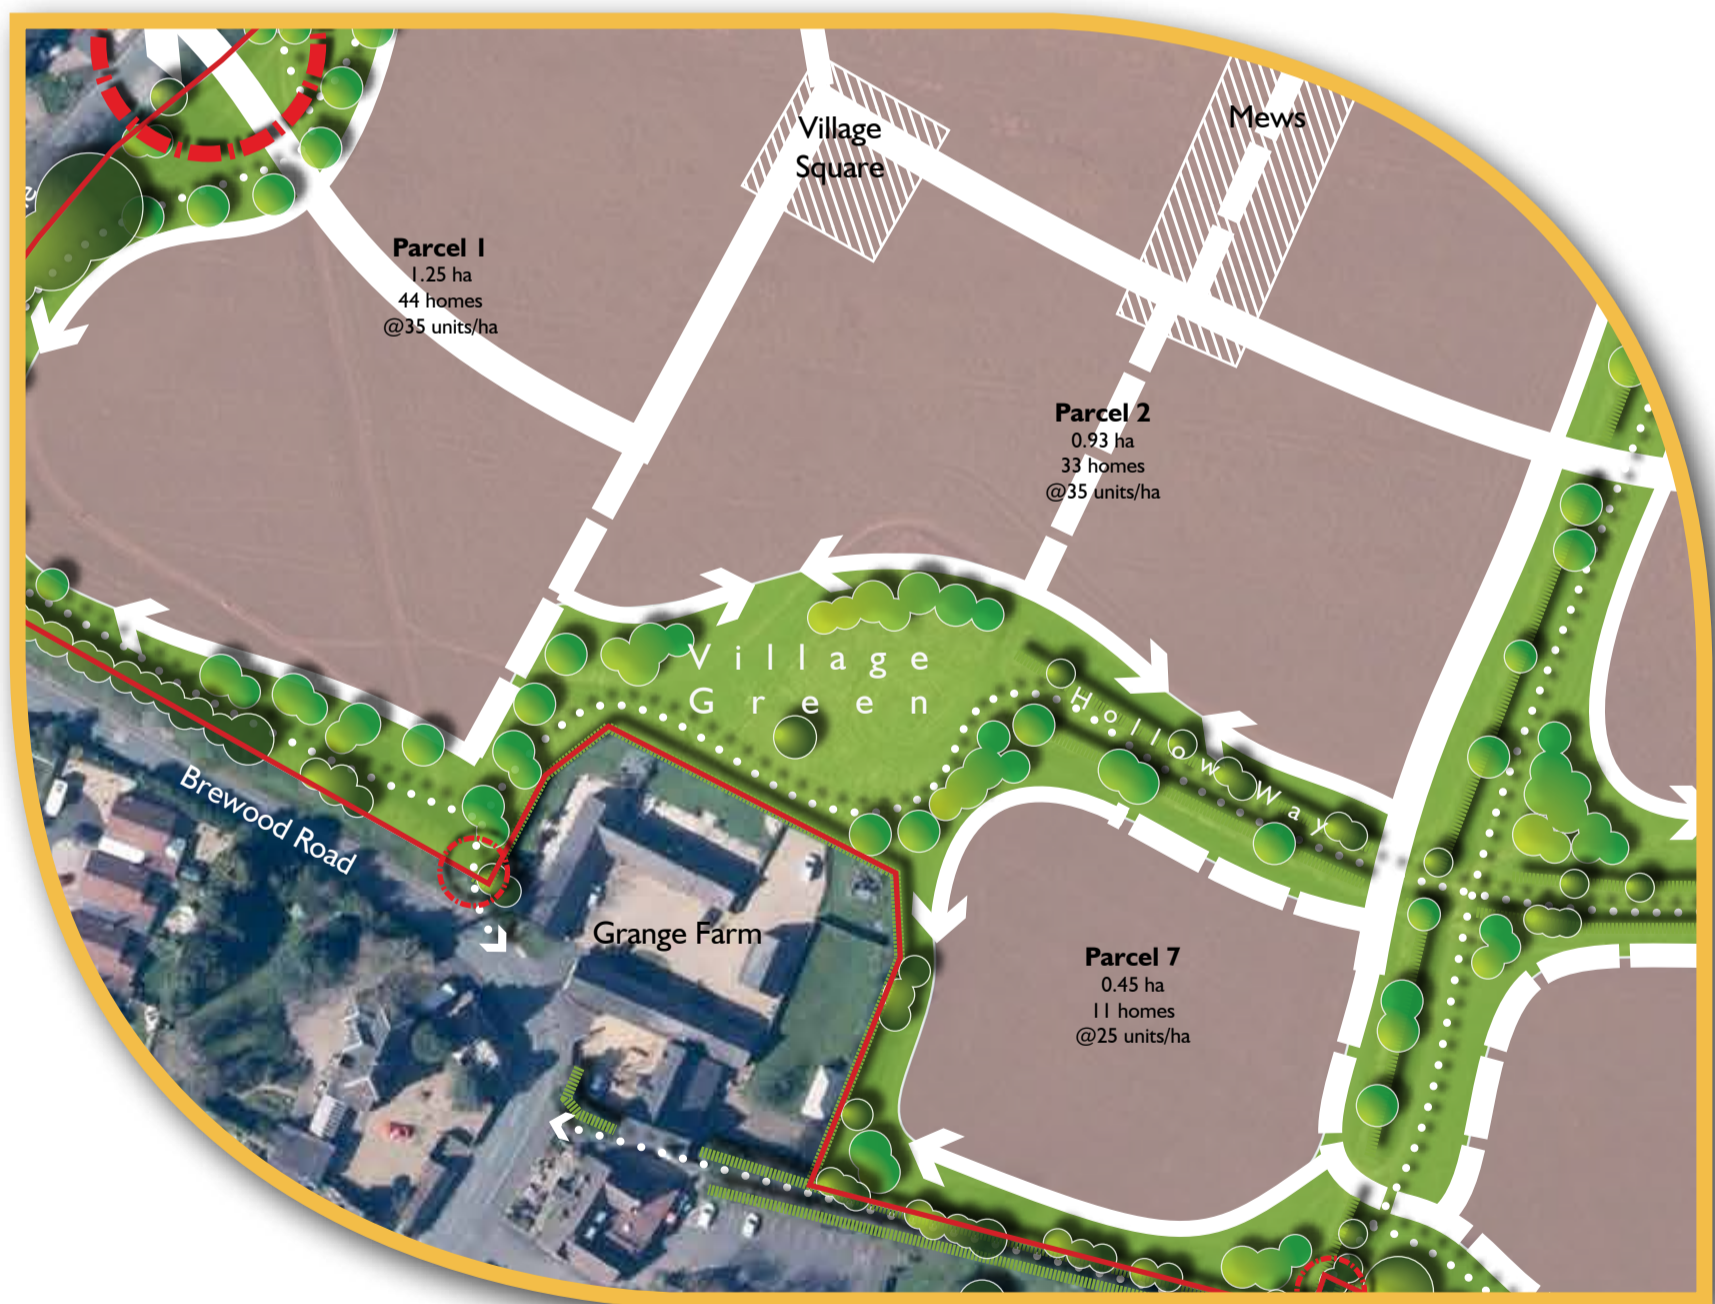 Mews
Village
Square
Parcel 1
1.25 ha
44 homes
@35 units/ha
Parcel 2
0.93 ha
33 homes
@35 units/ha
Village
Green
Hollow Way
Brewood Road
Grange Farm
Parcel 7
0.45 ha
11 homes
@25 units/ha